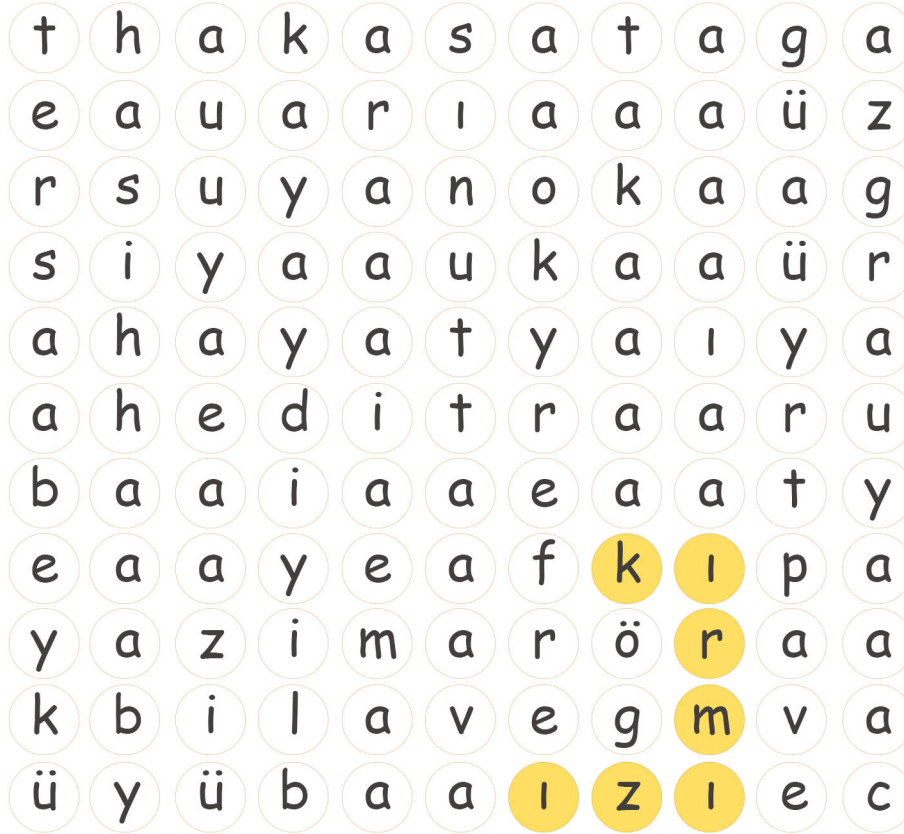 t h a k a s a t a g a
e a u a r ı a a a ü z
r s u y a n o k a a g
s i y a a u k a a ü r
a h a y a t y a ı y a
a h e d i t r a a r u
b a a i a a e a a t y
e a a y e a f k ı p a
y a z i m a r ö r a a
k b i l a v e g m v a
ü y ü b a a ı z ı e c